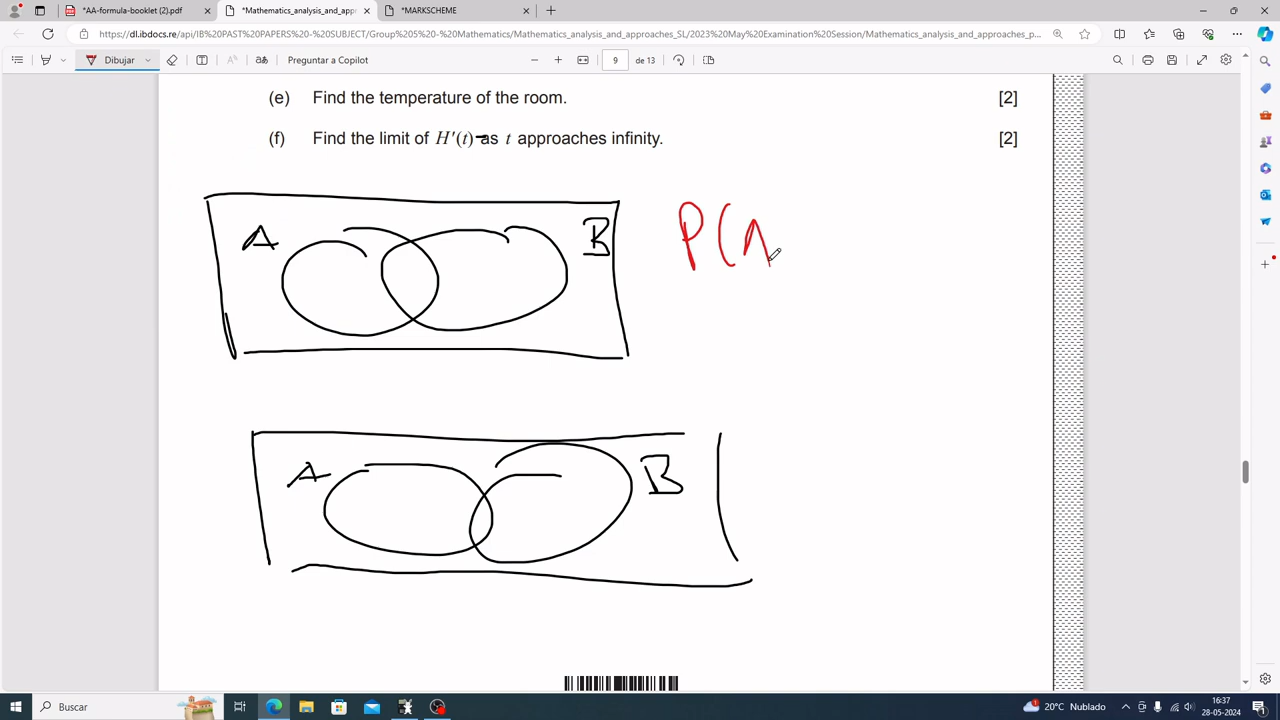 *AA-formula-booklet (2).pdf
*Mathematics_analysis_and_appro
*MARKSCHEME
https://dl.ibdocs.re/api/IB%20PAST%20PAPERS%20-%20SUBJECT/Group%205%20-%20Mathematics/Mathematics_analysis_and_approaches_SL/2023%20May%20Examination%20Session/Mathematics_analysis_and_approaches_p...
Dibujar
Preguntar a Copilot
9
de 13
(e) Find the temperature of the room. [2]
(f) Find the limit of H′(t) as t approaches infinity. [2]
A B
P(A
A B
Buscar
20°C Nublado
16:37
28-05-2024